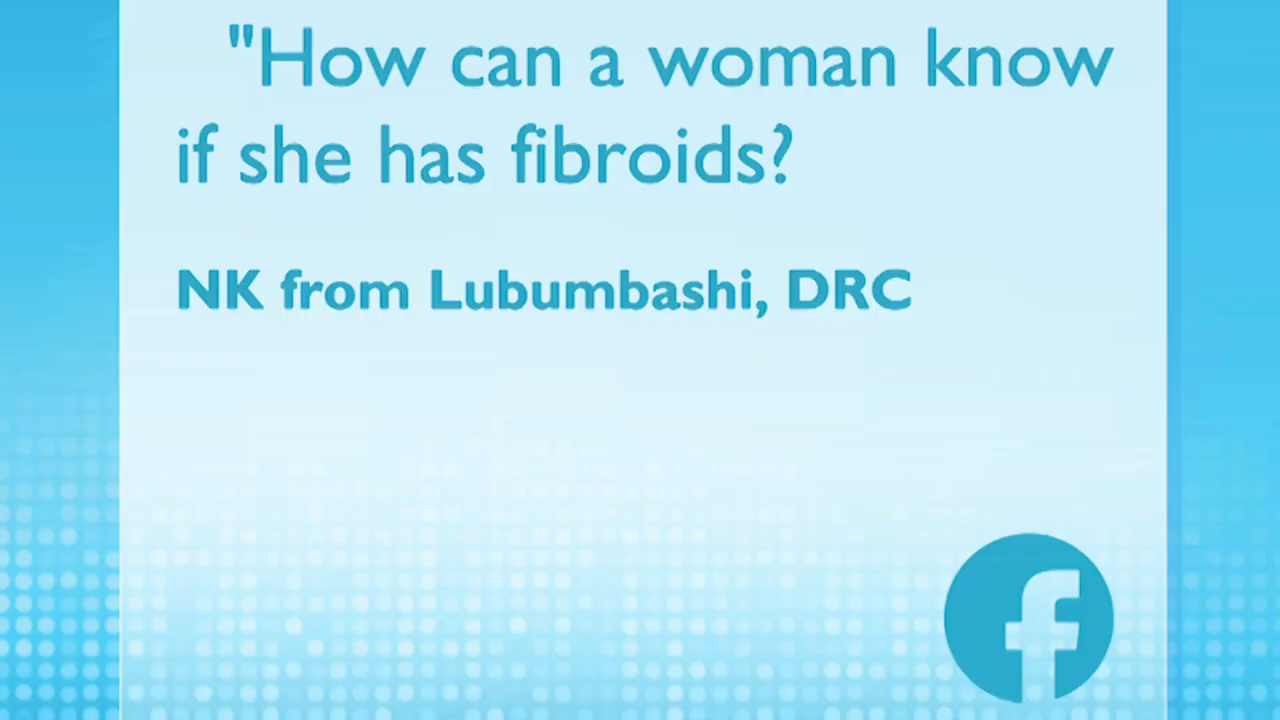 "How can a woman know
if she has fibroids?
NK from Lubumbashi, DRC